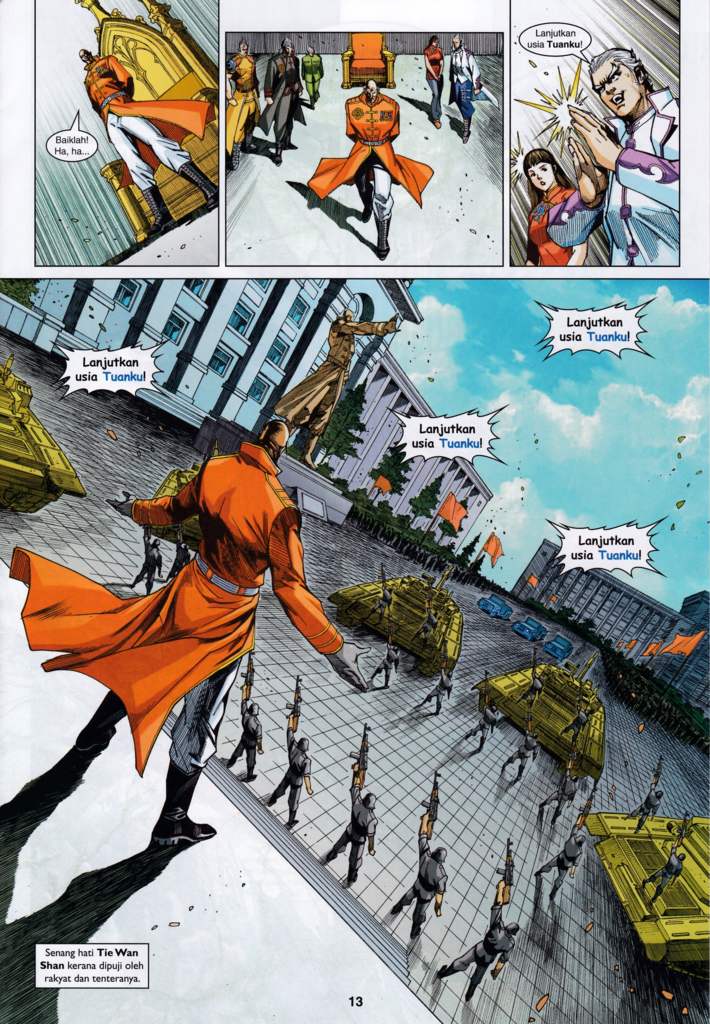 Baiklah!
Ha, ha...
Lanjutkan
usia Tuanku!
Lanjutkan
usia Tuanku!
Lanjutkan
usia Tuanku!
Lanjutkan
usia Tuanku!
Lanjutkan
usia Tuanku!
Senang hati Tie Wan
Shan kerana dipuji oleh
rakyat dan tenteranya.
13